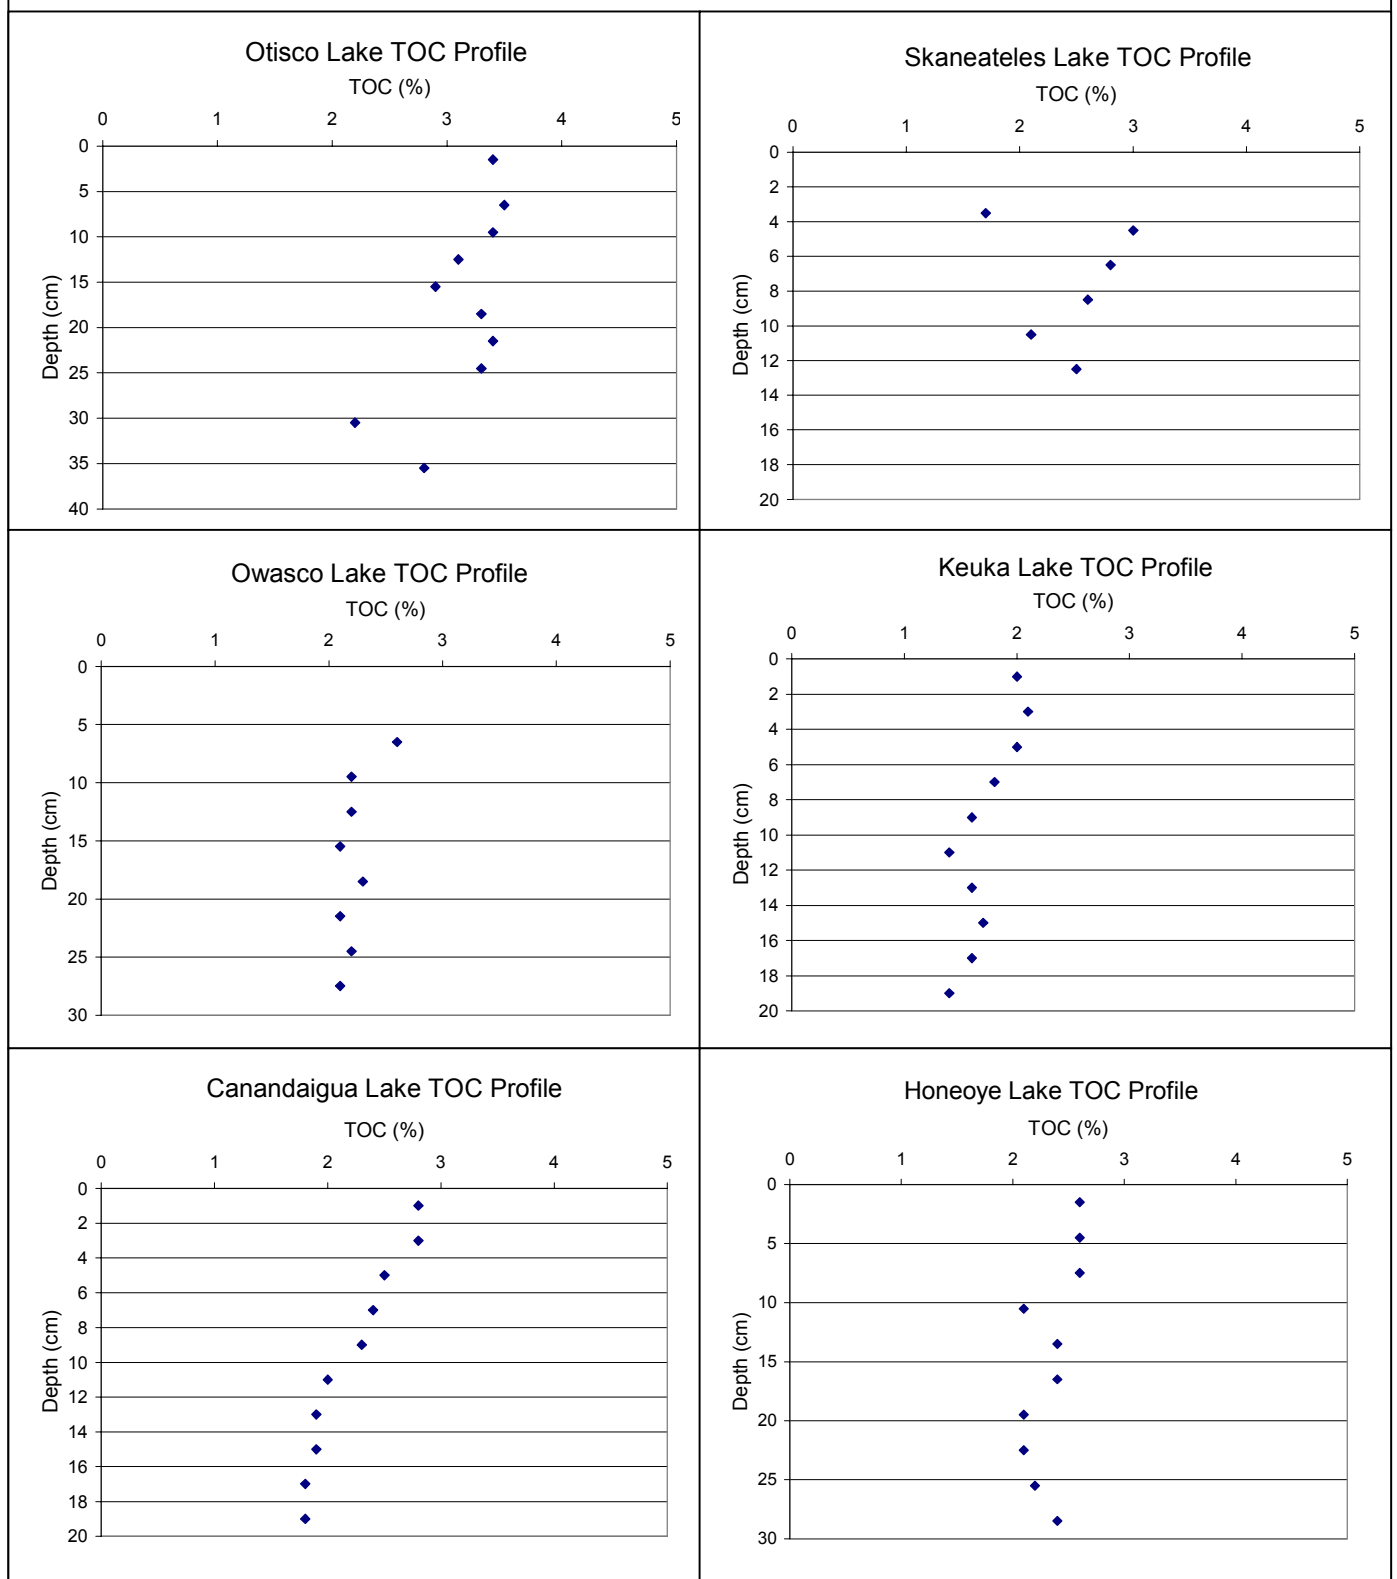 Otisco Lake TOC Profile
TOC (%)
0 1 2 3 4 5
0
5
10
15
20
25
30
35
40
Depth (cm)
Skaneateles Lake TOC Profile
TOC (%)
0 1 2 3 4 5
0
2
4
6
8
10
12
14
16
18
20
Depth (cm)
Owasco Lake TOC Profile
TOC (%)
0 1 2 3 4 5
0
5
10
15
20
25
30
Depth (cm)
Keuka Lake TOC Profile
TOC (%)
0 1 2 3 4 5
0
2
4
6
8
10
12
14
16
18
20
Depth (cm)
Canandaigua Lake TOC Profile
TOC (%)
0 1 2 3 4 5
0
2
4
6
8
10
12
14
16
18
20
Depth (cm)
Honeoye Lake TOC Profile
TOC (%)
0 1 2 3 4 5
0
5
10
15
20
25
30
Depth (cm)